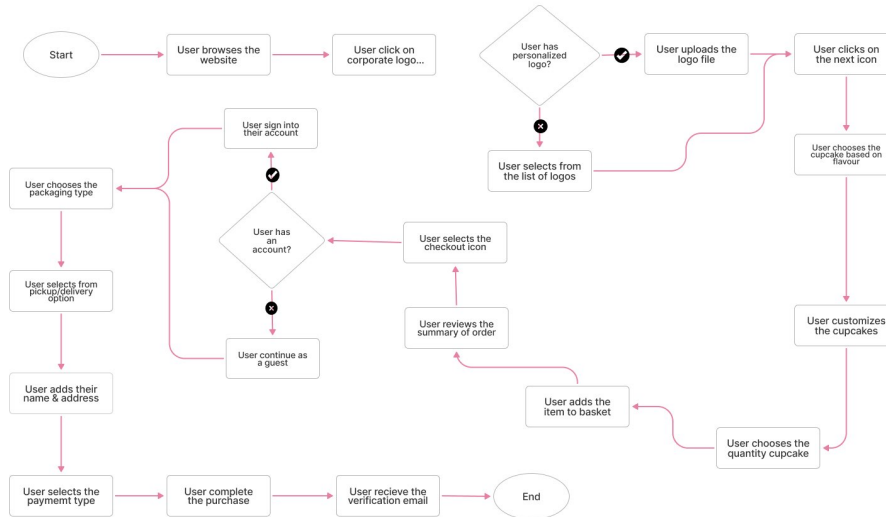 Start
User browses the
website
User click on
corporate logo...
User has
personalized
logo?
User uploads the
logo file
User clicks on
the next icon
User selects from
the list of logos
User chooses the
cupcake based on
flavour
User customizes
the cupcakes
User chooses the
quantity cupcake
User adds the
item to basket
User reviews the
summary of order
User selects the
checkout icon
User has
an
account?
User sign into
their account
User continue as
a guest
User chooses the
packaging type
User selects from
pickup/delivery
option
User adds their
name & address
User selects the
paymemt type
User complete
the purchase
User recieve the
verification email
End